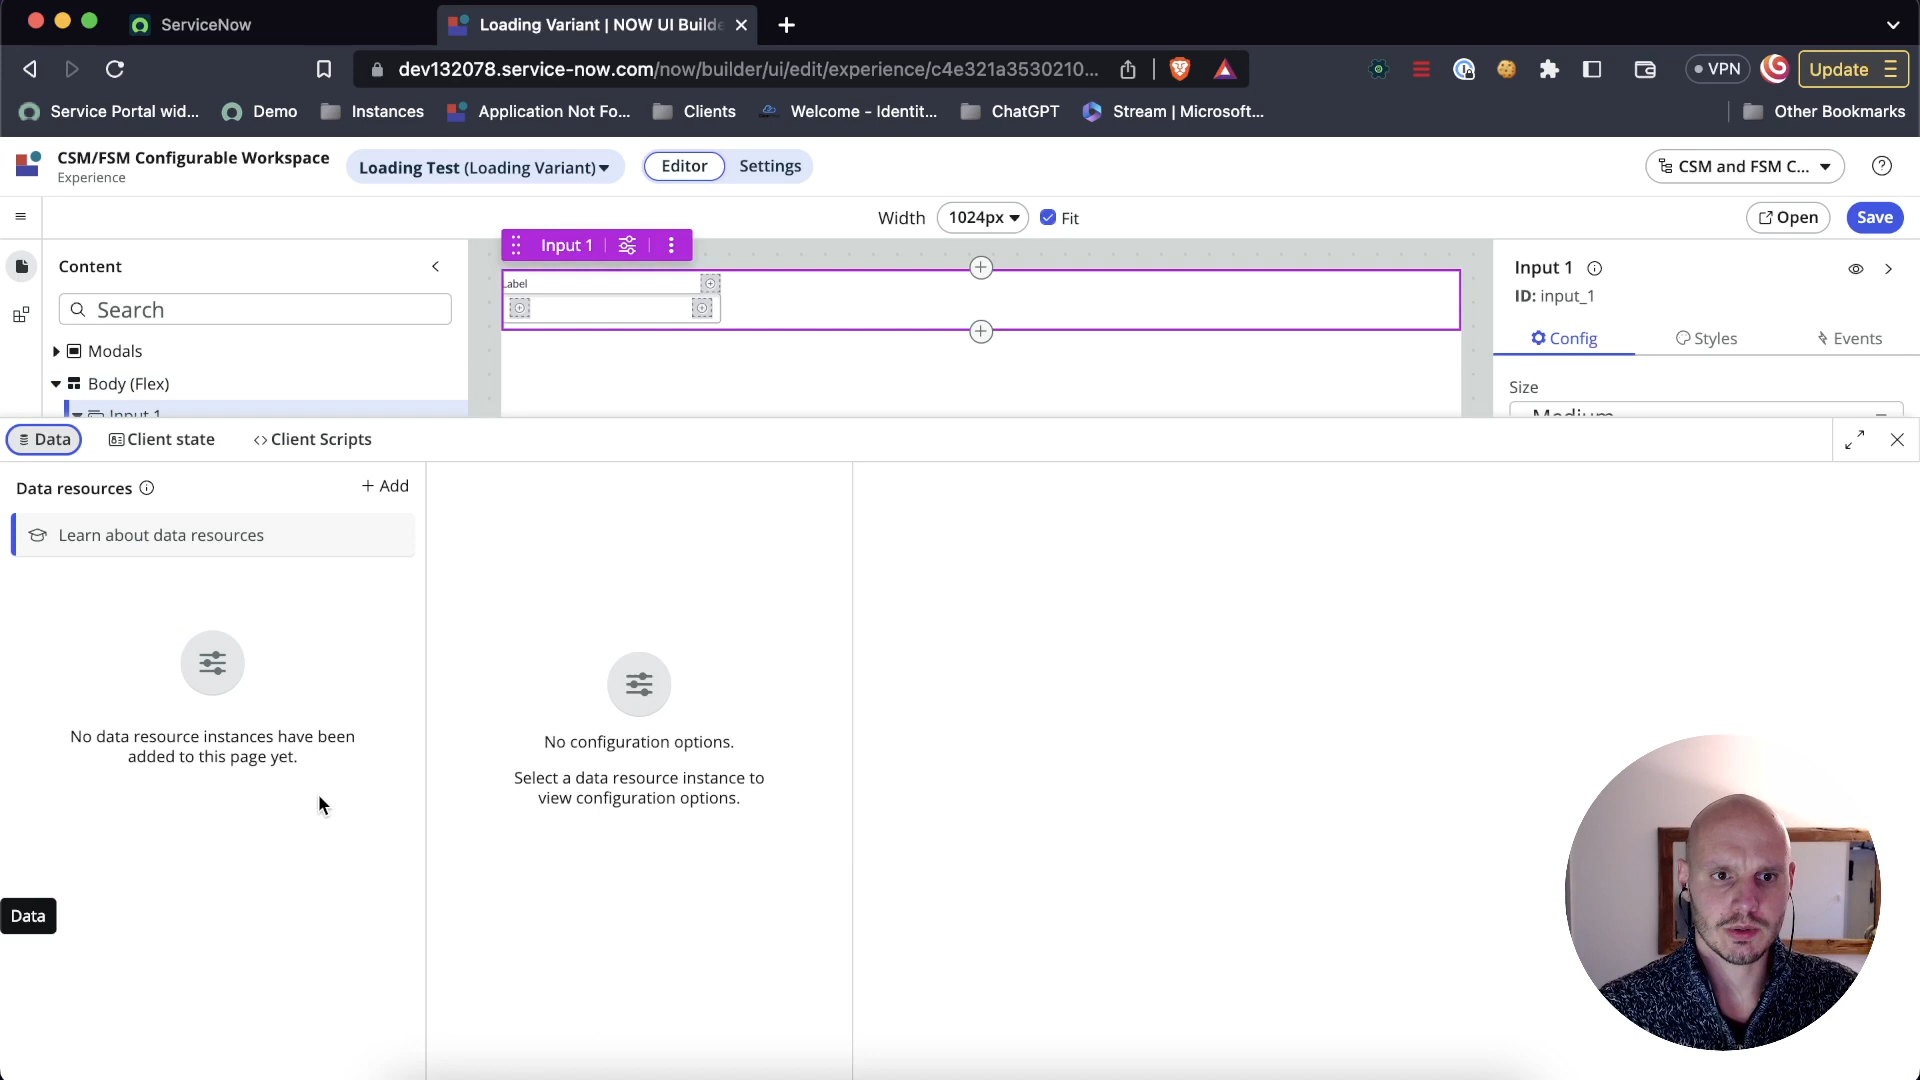 ServiceNow
Loading Variant | NOW UI Builde
dev132078.service-now.com/now/builder/ui/edit/experience/c4e321a3530210...
VPN
Update
Service Portal wid...
Demo
Instances
Application Not Fo...
Clients
Welcome - Identit...
ChatGPT
Stream | Microsoft...
Other Bookmarks
CSM/FSM Configurable Workspace
Experience
Loading Test (Loading Variant)
Editor
Settings
CSM and FSM C...
Width
1024px
Fit
Open
Save
Content
Search
Modals
Body (Flex)
Input 1
Input 1
Label
Input 1
ID: input_1
Config
Styles
Events
Size
Medium
Data
Client state
Client Scripts
Data resources
+ Add
Learn about data resources
No data resource instances have been
added to this page yet.
No configuration options.
Select a data resource instance to
view configuration options.
Data